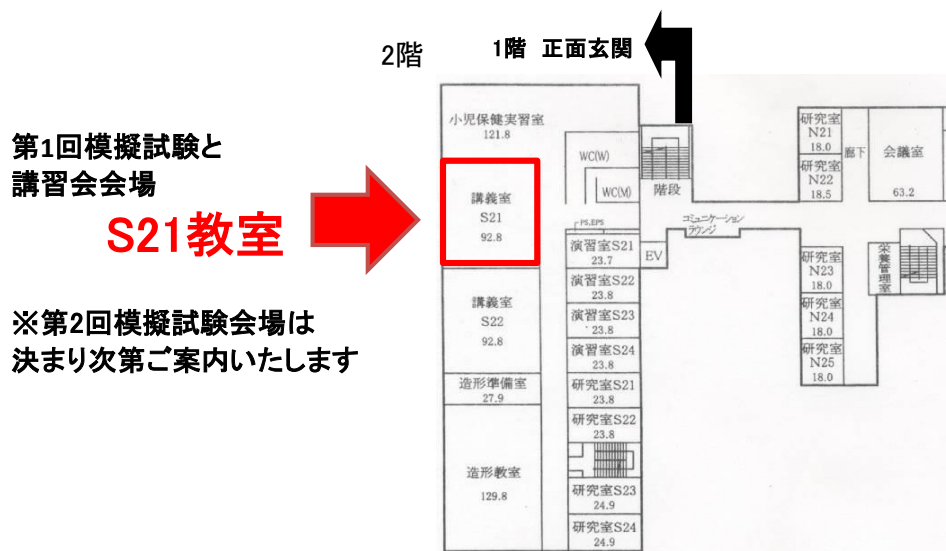 2階
1階 正面玄関
第1回模擬試験と
講習会会場
S21教室
※第2回模擬試験会場は
決まり次第ご案内いたします
小児保健実習室
121.8
WC(W)
WC(M)
階段
講義室
S21
92.8
PS,EPS
演習室S21
23.7
EV
コミュニケーション
ラウンジ
講義室
S22
92.8
演習室S22
23.8
演習室S23
23.8
演習室S24
23.8
造形準備室
27.9
研究室S21
23.8
研究室S22
23.8
造形教室
129.8
研究室S23
24.9
研究室S24
24.9
研究室
N21
18.0
研究室
N22
18.5
廊下
会議室
63.2
研究室
N23
18.0
研究室
N24
18.0
研究室
N25
18.0
栄養管理室